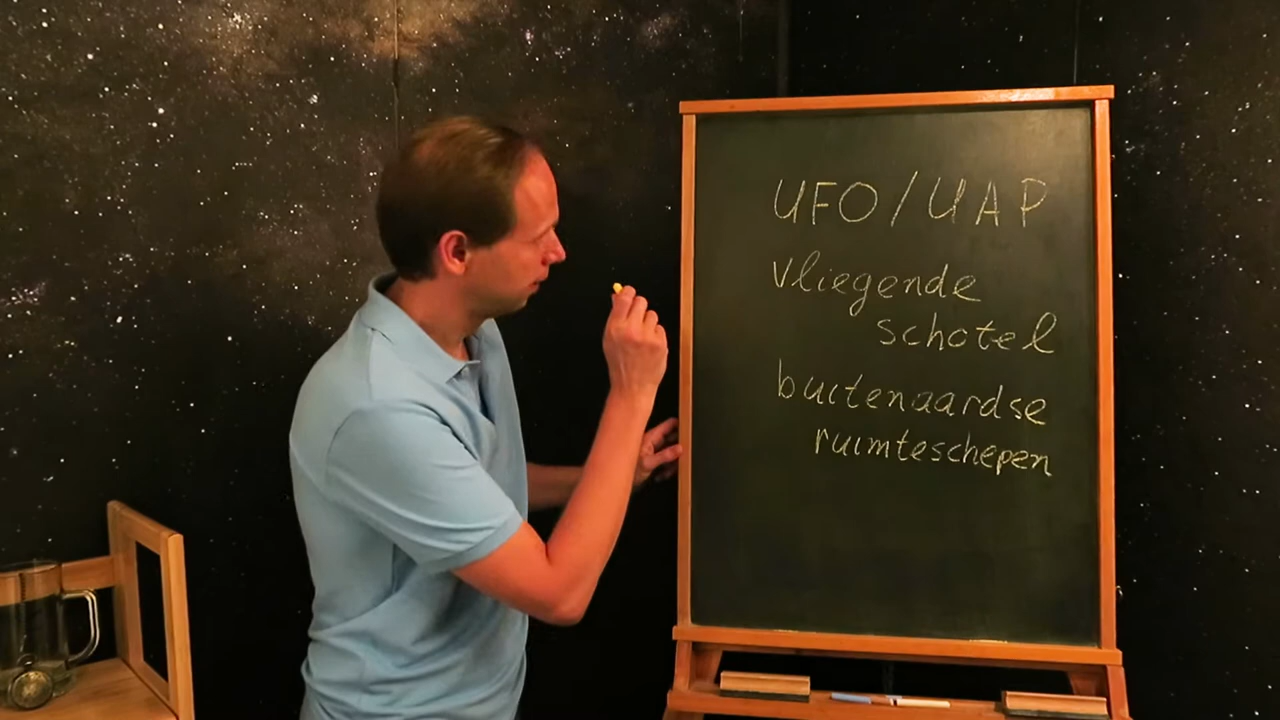 UFO/UAP
vliegende
schotel
buitenaardse
ruimteschepen